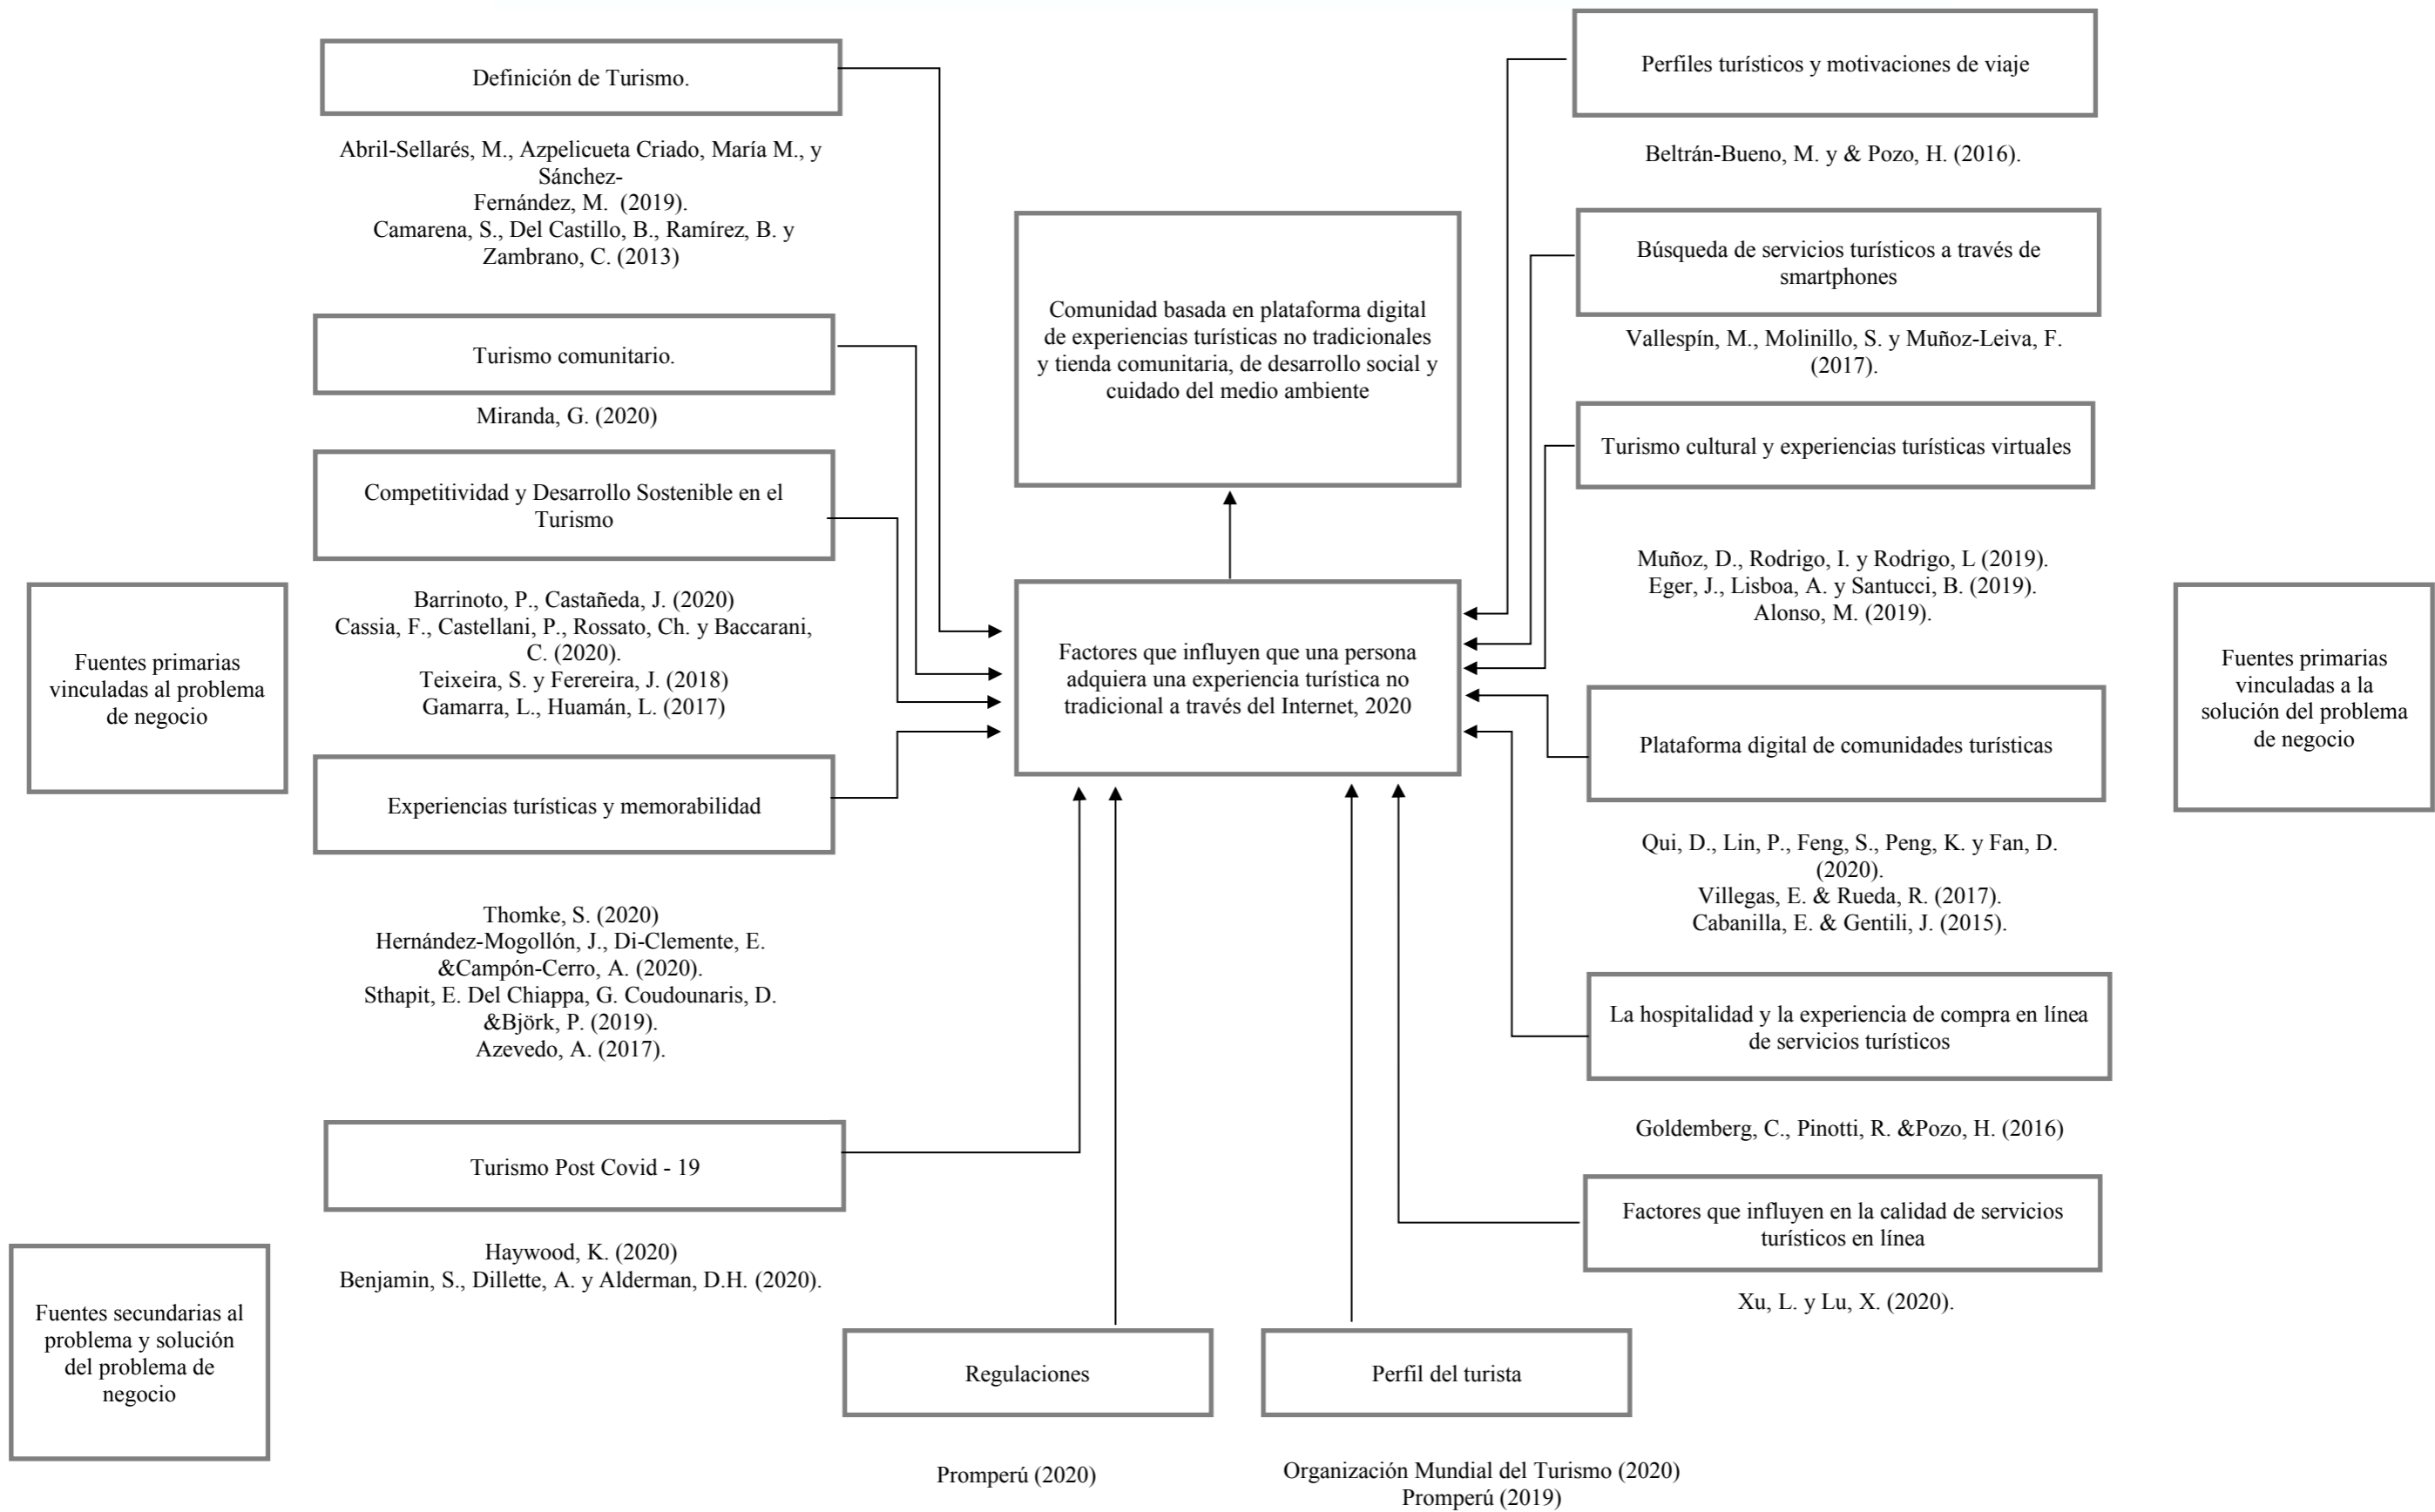 Definición de Turismo.
Abril-Sellarés, M., Azpelicueta Criado, María M., y
Sánchez-
Fernández, M.  (2019).
Camarena, S., Del Castillo, B., Ramírez, B. y
Zambrano, C. (2013)
Turismo comunitario.
Miranda, G. (2020)
Competitividad y Desarrollo Sostenible en el
Turismo
Barrinoto, P., Castañeda, J. (2020)
Cassia, F., Castellani, P., Rossato, Ch. y Baccarani,
C. (2020).
Teixeira, S. y Ferereira, J. (2018)
Gamarra, L., Huamán, L. (2017)
Fuentes primarias
vinculadas al problema
de negocio
Experiencias turísticas y memorabilidad
Thomke, S. (2020)
Hernández-Mogollón, J., Di-Clemente, E.
&Campón-Cerro, A. (2020).
Sthapit, E. Del Chiappa, G. Coudounaris, D.
&Björk, P. (2019).
Azevedo, A. (2017).
Turismo Post Covid - 19
Haywood, K. (2020)
Benjamin, S., Dillette, A. y Alderman, D.H. (2020).
Fuentes secundarias al
problema y solución
del problema de
negocio
Comunidad basada en plataforma digital
de experiencias turísticas no tradicionales
y tienda comunitaria, de desarrollo social y
cuidado del medio ambiente
Factores que influyen que una persona
adquiera una experiencia turística no
tradicional a través del Internet, 2020
Regulaciones
Promperú (2020)
Perfil del turista
Organización Mundial del Turismo (2020)
Promperú (2019)
Perfiles turísticos y motivaciones de viaje
Beltrán-Bueno, M. y & Pozo, H. (2016).
Búsqueda de servicios turísticos a través de
smartphones
Vallespín, M., Molinillo, S. y Muñoz-Leiva, F.
(2017).
Turismo cultural y experiencias turísticas virtuales
Muñoz, D., Rodrigo, I. y Rodrigo, L (2019).
Eger, J., Lisboa, A. y Santucci, B. (2019).
Alonso, M. (2019).
Fuentes primarias
vinculadas a la
solución del problema
de negocio
Plataforma digital de comunidades turísticas
Qui, D., Lin, P., Feng, S., Peng, K. y Fan, D.
(2020).
Villegas, E. & Rueda, R. (2017).
Cabanilla, E. & Gentili, J. (2015).
La hospitalidad y la experiencia de compra en línea
de servicios turísticos
Goldemberg, C., Pinotti, R. &Pozo, H. (2016)
Factores que influyen en la calidad de servicios
turísticos en línea
Xu, L. y Lu, X. (2020).